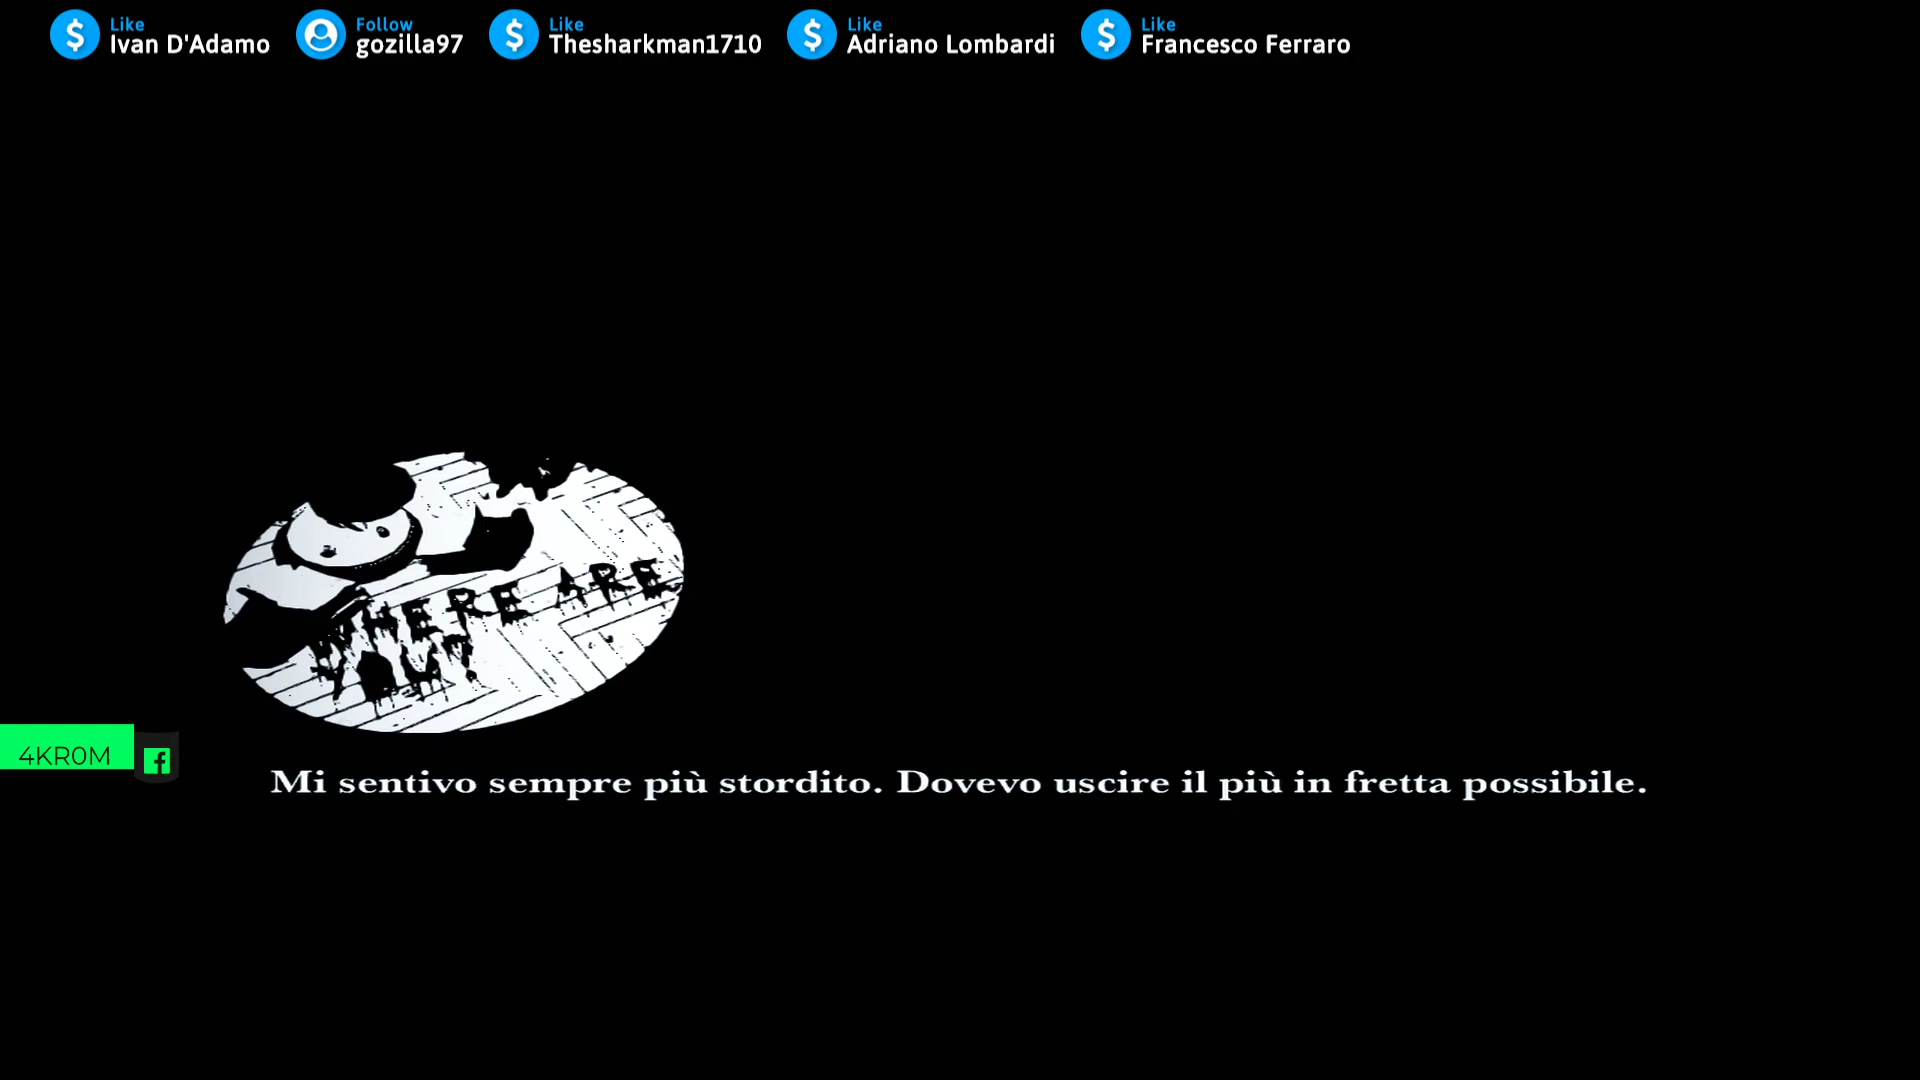 Like
Ivan D'Adamo
Follow
gozilla97
Like
Thesharkman1710
Like
Adriano Lombardi
Like
Francesco Ferraro
WHERE ARE
YOU?
4KR0M
Mi sentivo sempre più stordito. Dovevo uscire il più in fretta possibile.